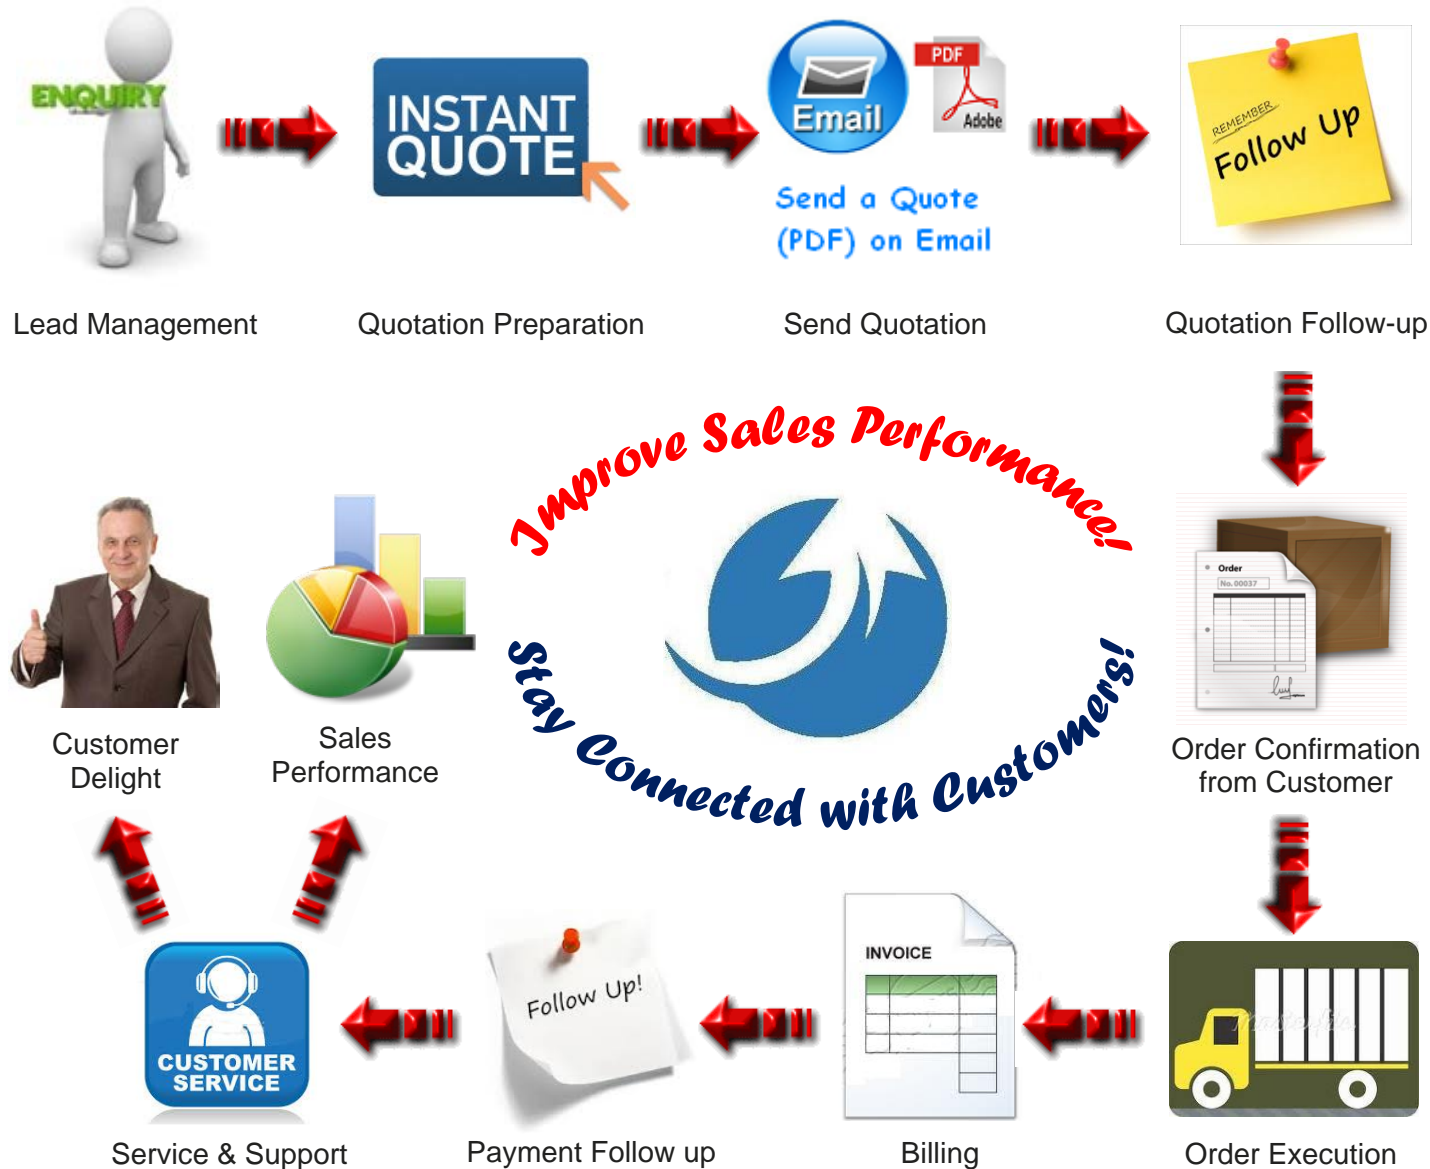 ENQUIRY
INSTANT
QUOTE
Email
PDF
Adobe
Send a Quote
(PDF) on Email
REMEMBER
Follow Up
Lead Management
Quotation Preparation
Send Quotation
Quotation Follow-up
Improve Sales Performance!
Stay Connected with Customers!
Order
No. 00037
Customer
Delight
Sales
Performance
Order Confirmation
from Customer
CUSTOMER
SERVICE
Follow Up!
INVOICE
Masterfile
Service & Support
Payment Follow up
Billing
Order Execution